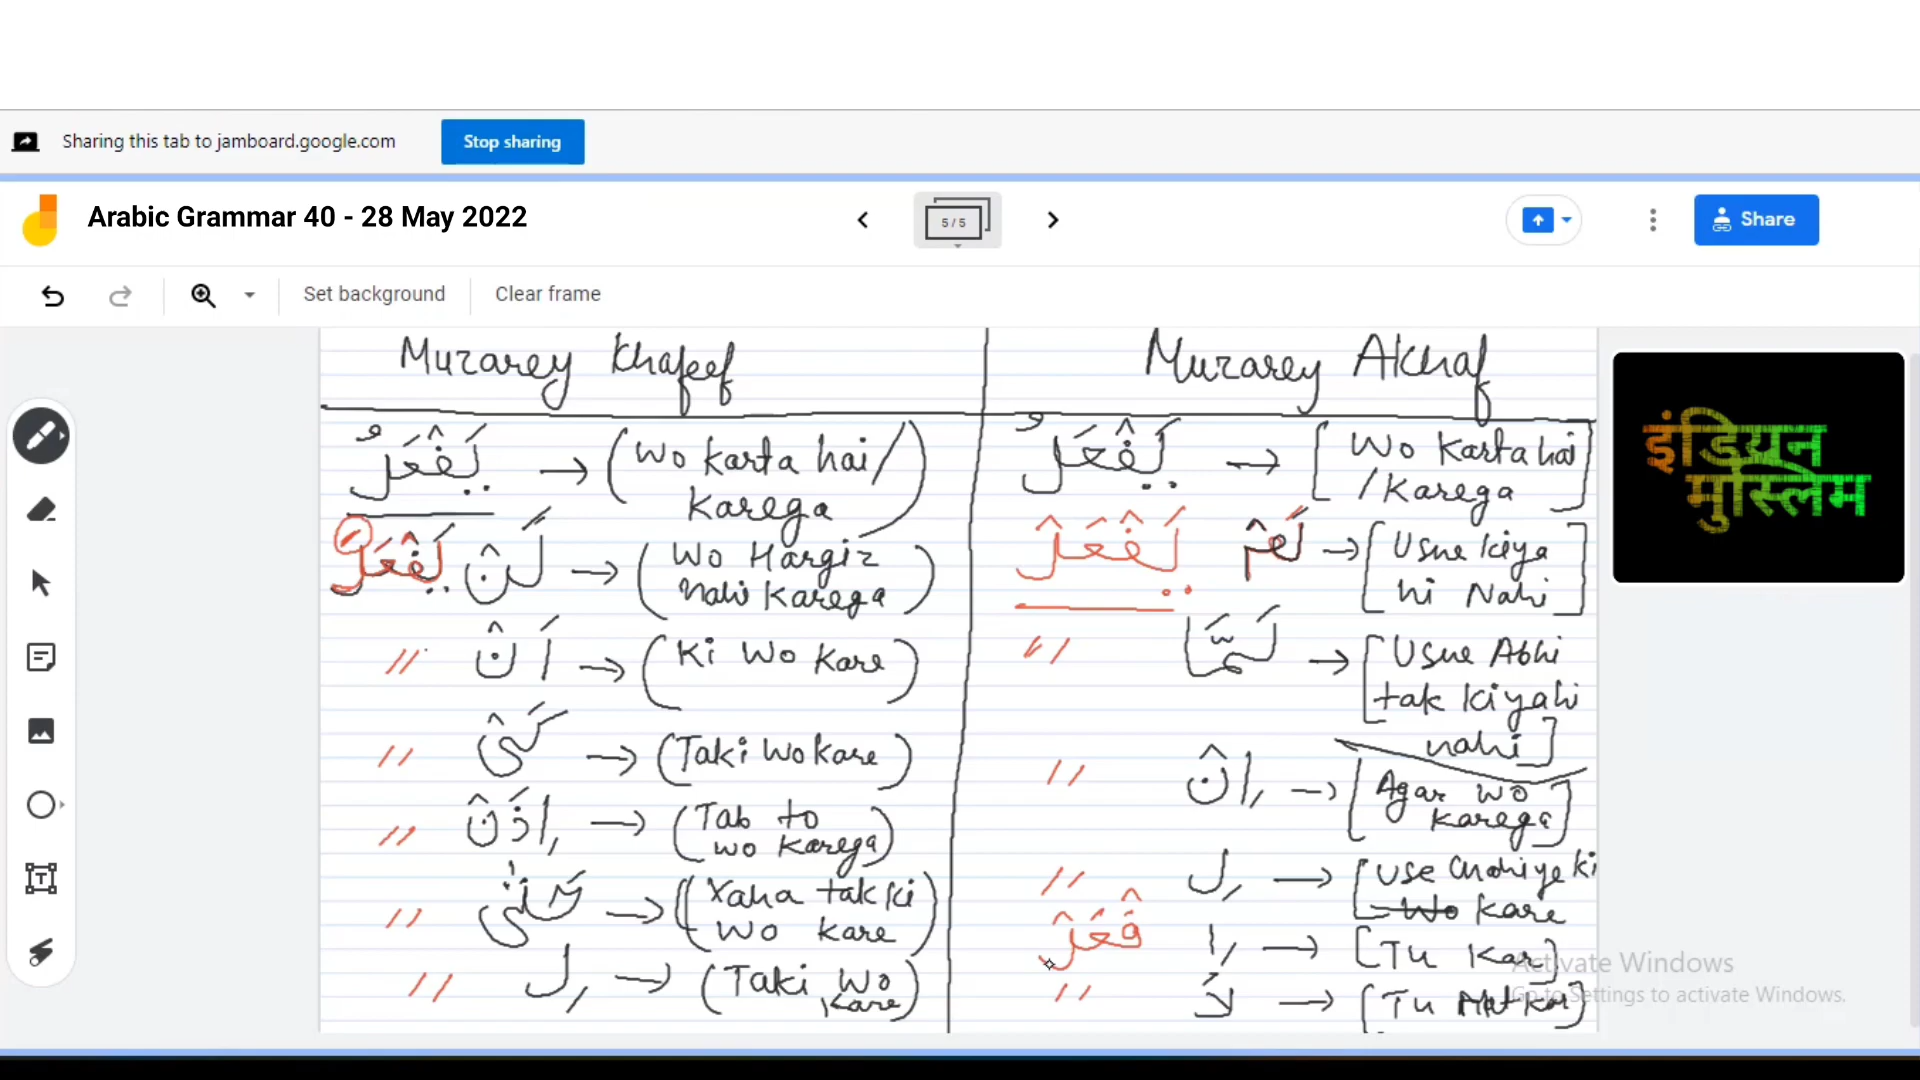 Sharing this tab to jamboard.google.com
Stop sharing
Arabic Grammar 40 - 28 May 2022
5 / 5
Share
Set background
Clear frame
Muzarey Khafeef
يَفْعَلُ → (Wo karta hai/
karega)
لَنْ يَفْعَلَ → (Wo Hargiz
Nahi karega)
// أَنْ → (Ki Wo kare)
// كَىْ → (Taki Wo kare)
// إِذَنْ → (Tab to
wo karega)
// حَتّٰى → (Yaha tak ki
wo kare)
// لِ → (Taki Wo
kare)
Muzarey Akhaf
يَفْعَلُ → [Wo Karta hai
/Karega]
لَمْ يَفْعَلْ → [Usne kiya
hi Nahi]
// لَمَّا → [Usne Abhi
tak kiya hi
nahi]
// إِنْ → [Agar wo
karega]
// لِ → [Use Chahiye ki
Wo kare
فْعَلْ إ → [Tu Kar]
// لَا → [Tu Mat kar]
इंडियन
मुस्लिम
Activate Windows
Go to Settings to activate Windows.